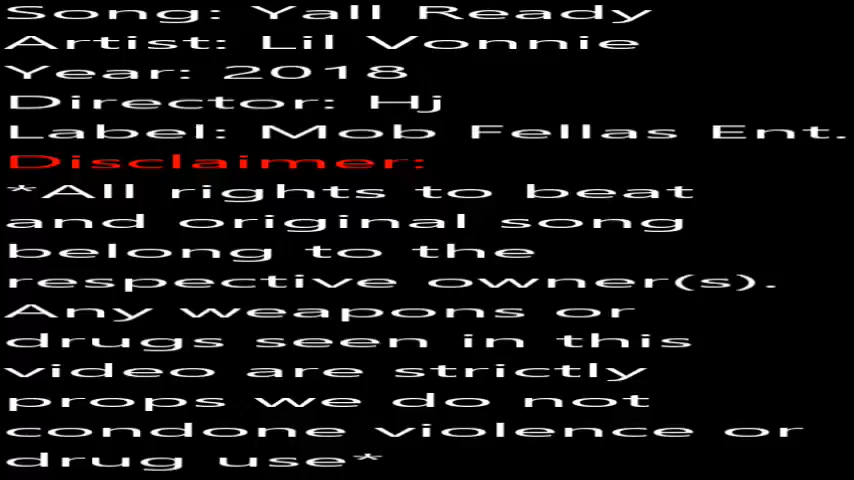 Song: Yall Ready
Artist: Lil Vonnie
Year: 2018
Director: Hj
Label: Mob Fellas Ent.
Disclaimer:
*All rights to beat
and original song
belong to the
respective owner(s).
Any weapons or
drugs seen in this
video are strictly
props we do not
condone violence or
drug use*